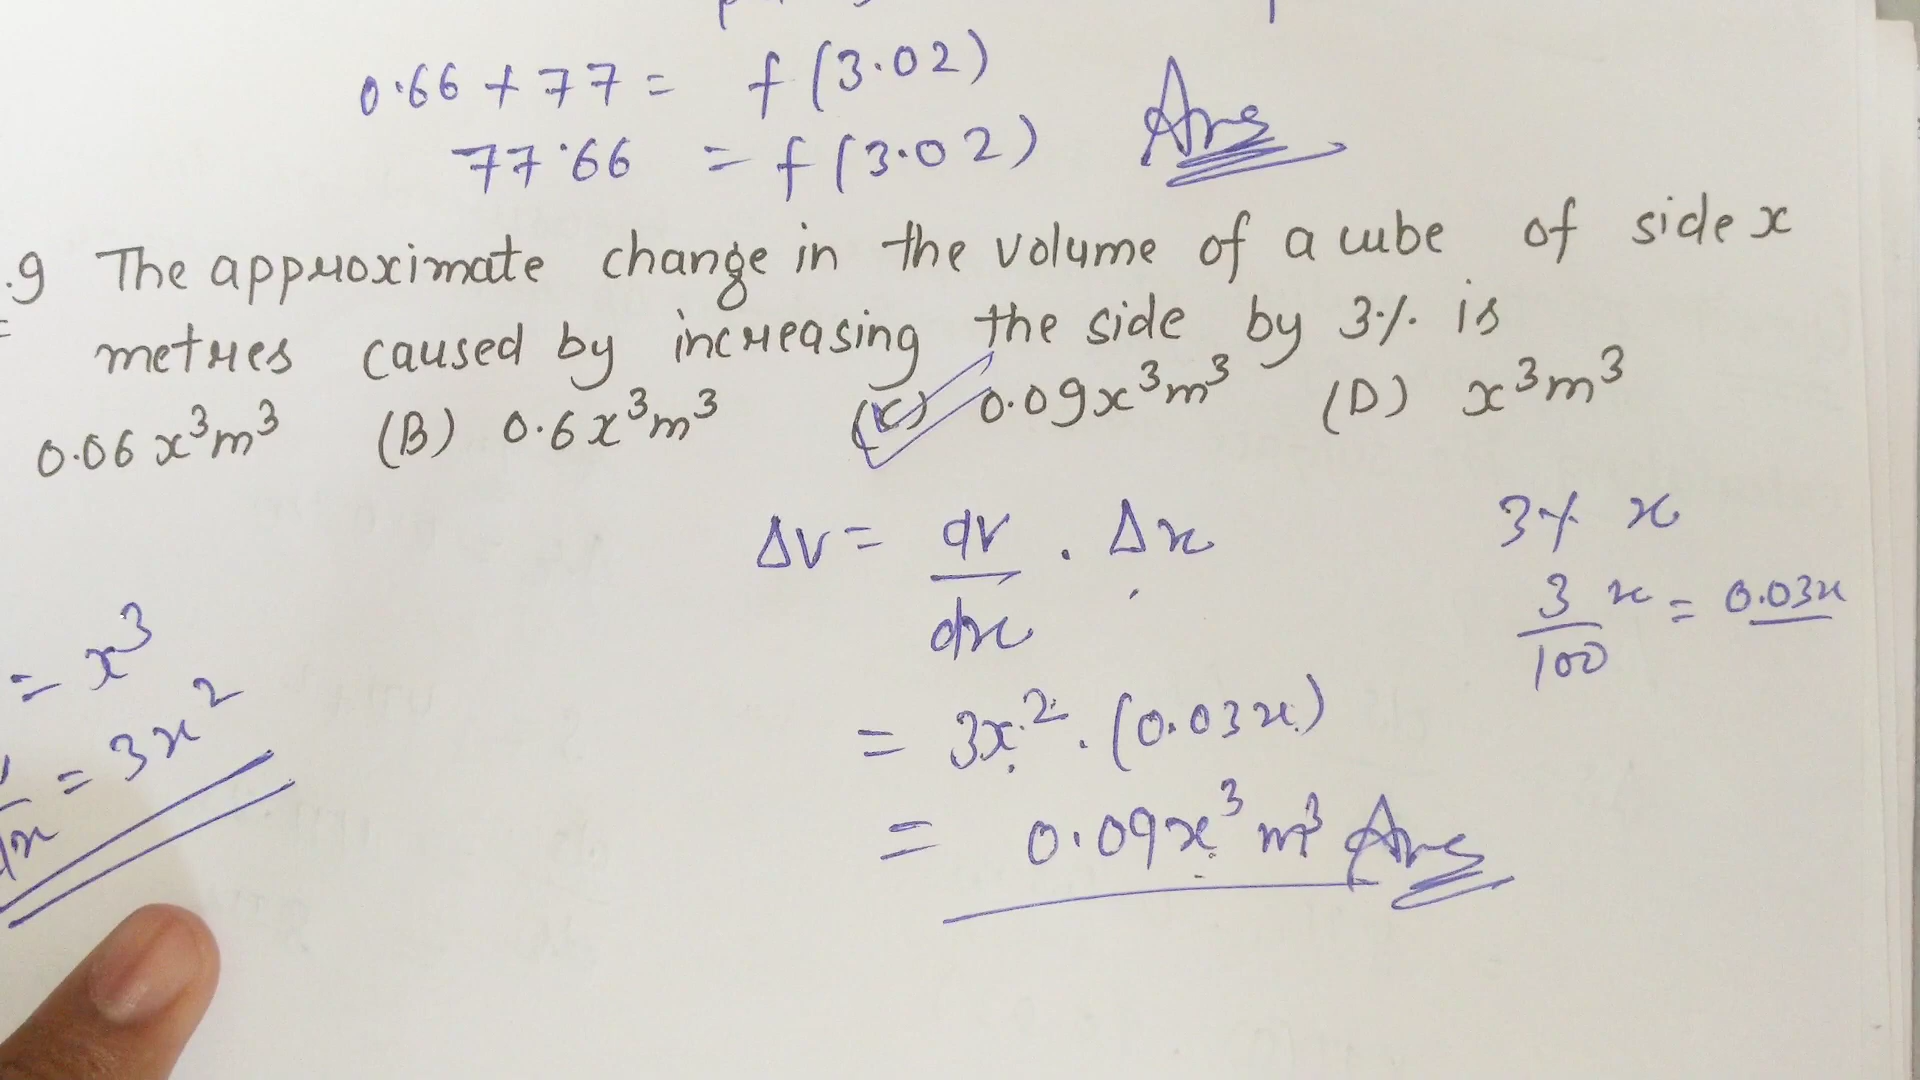 0.66 + 77 = f(3.02)
77.66 = f(3.02) Ans
.9 The approximate change in the volume of a cube of side x
metres caused by increasing the side by 3% is
0.06 x³m³ (B) 0.6x³m³ (C) 0.09x³m³ (D) x³m³
ΔV = dv/dx . Δx
3% x
3/100 x = 0.03x
= x³
= 3x²
= 3x² . (0.03x)
= 0.09x³ m³ Ans